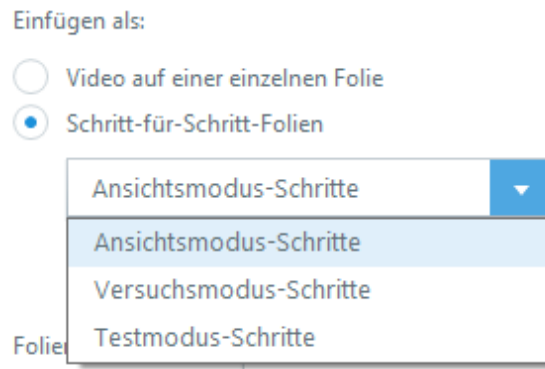 Einfügen als:
Video auf einer einzelnen Folie
Schritt-für-Schritt-Folien
Ansichtsmodus-Schritte
Ansichtsmodus-Schritte
Versuchsmodus-Schritte
Testmodus-Schritte